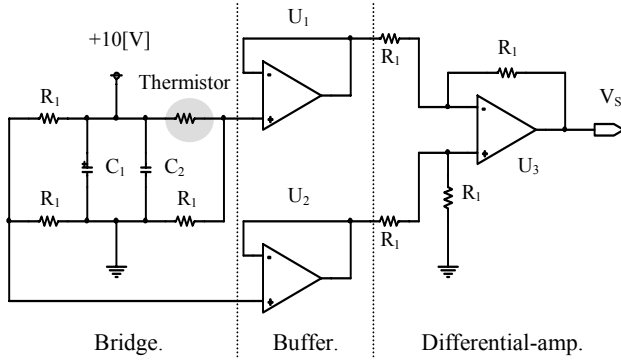 U1
+10[V]
Thermistor
R1
R1
R1
R1
VS
C1
C2
U3
U2
R1
R1
R1
R1
Bridge.
Buffer.
Differential-amp.